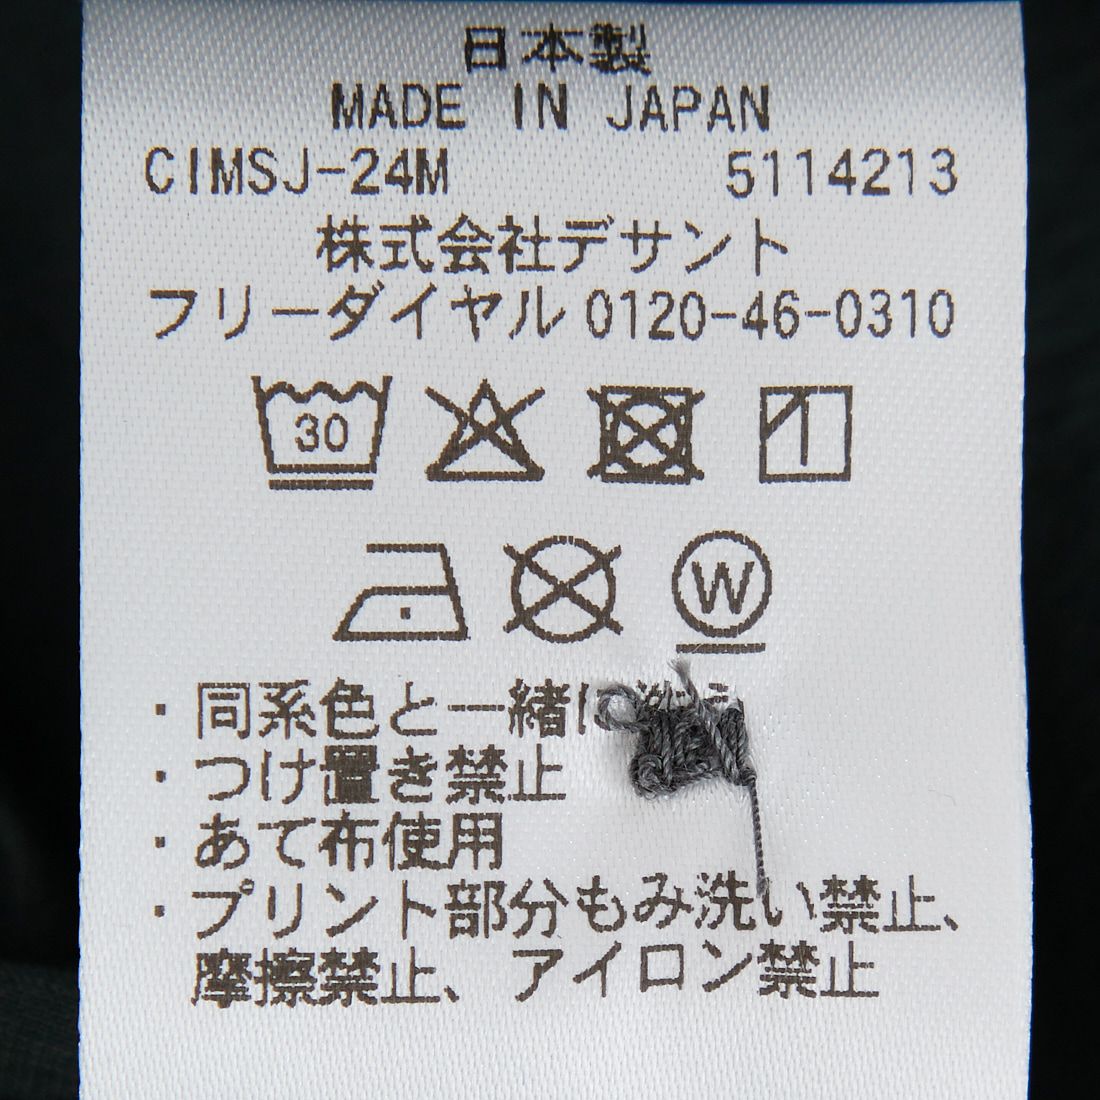 日本製
MADE IN JAPAN
CIMSJ-24M 5114213
株式会社デサント
フリーダイヤル 0120-46-0310
30
W
・同系色と一緒に
・つけ置き禁止
・あて布使用
・プリント部分もみ洗い禁止、
摩擦禁止、アイロン禁止